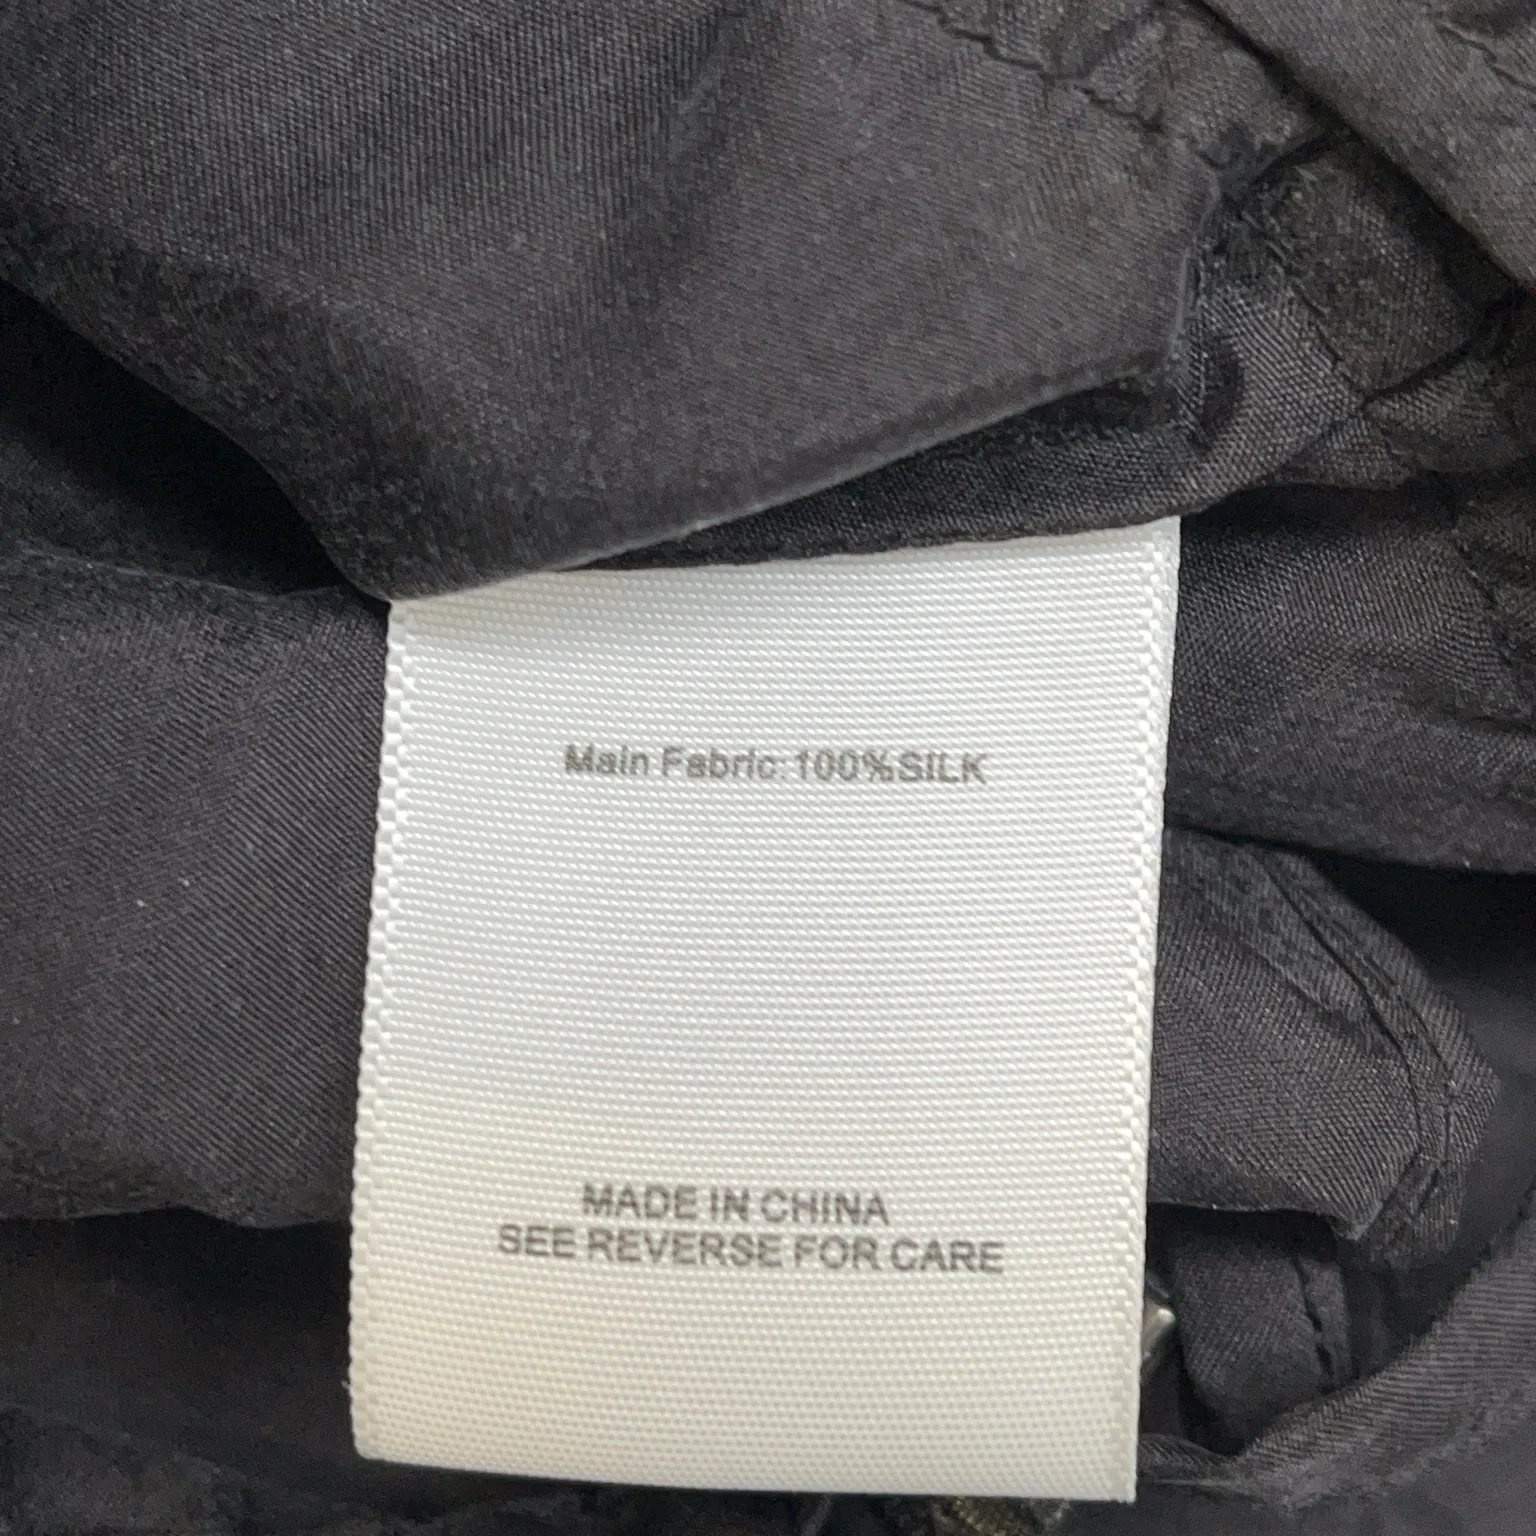 Main Fabric: 100%SILK
MADE IN CHINA
SEE REVERSE FOR CARE